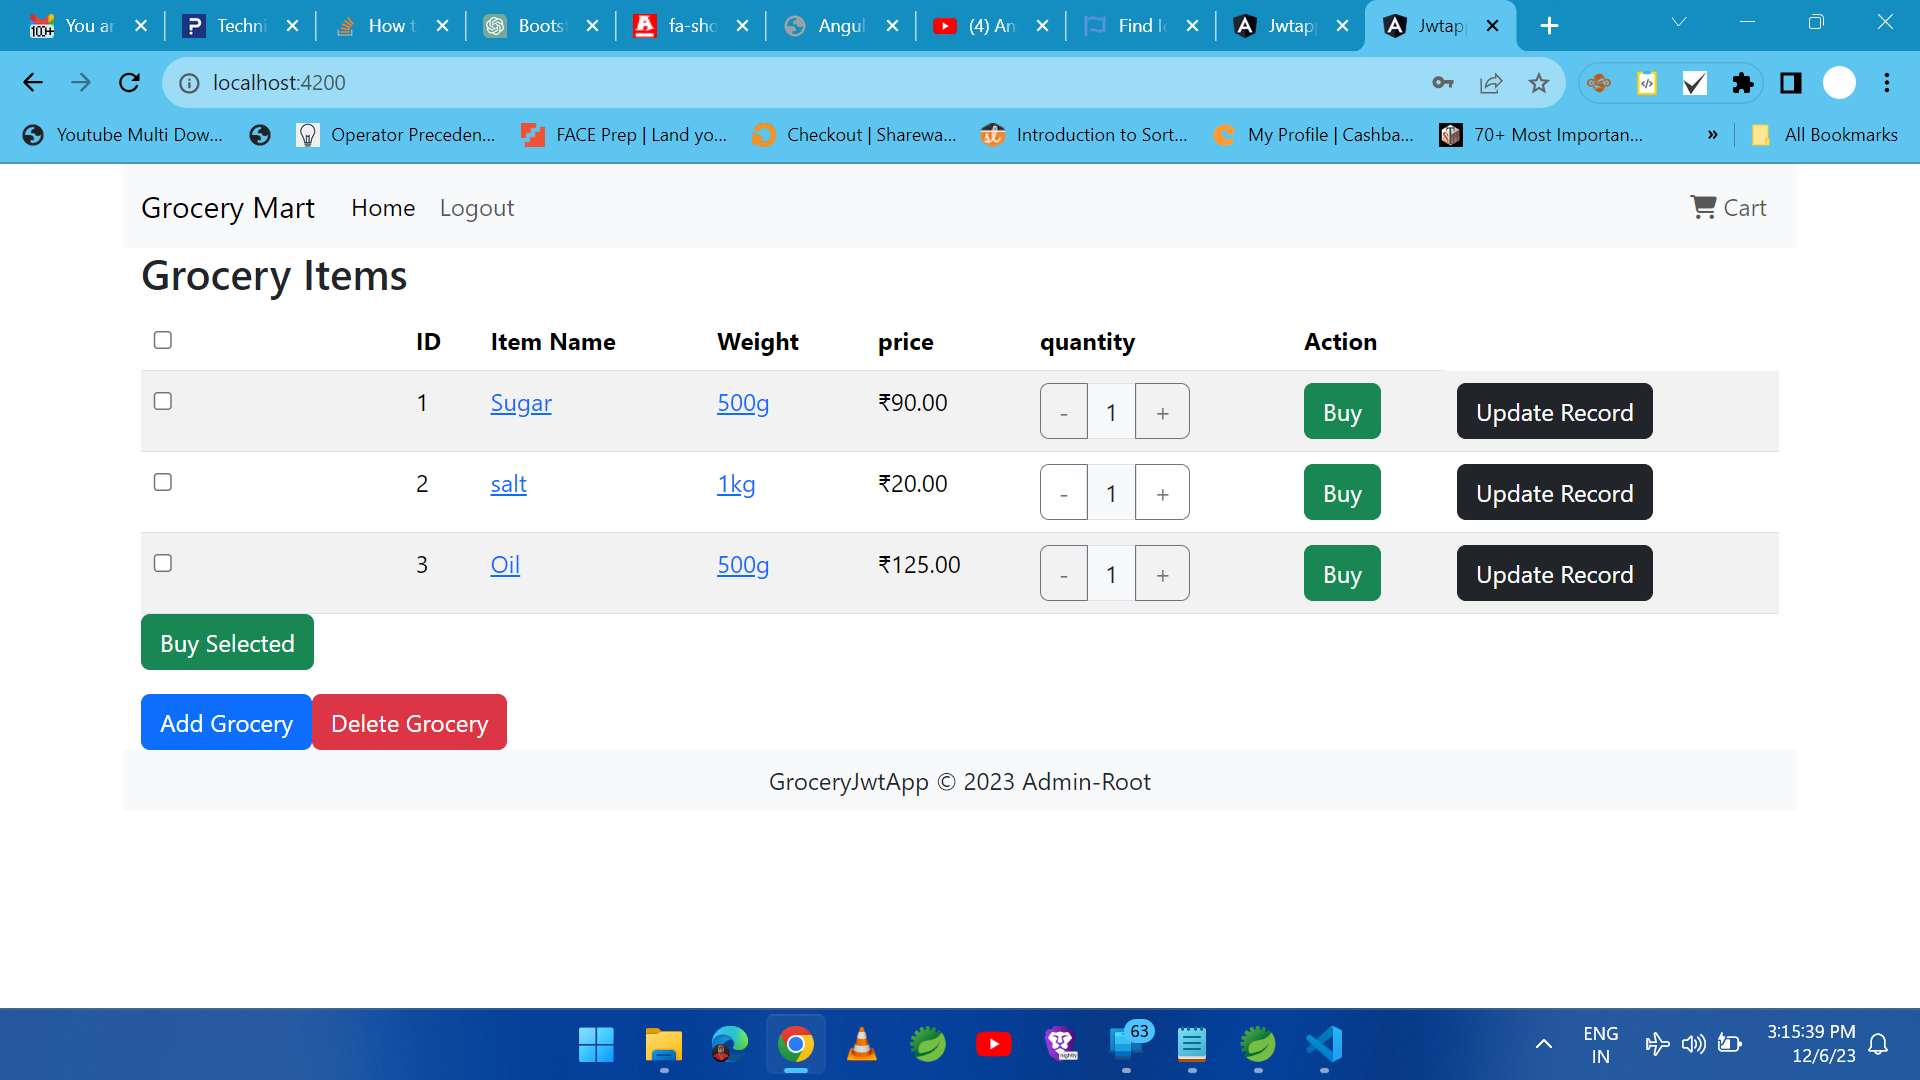 You ar
Techni
How t
Boots
fa-sho
Angul
(4) An
Find l
Jwtap
Jwtap
localhost:4200
Youtube Multi Dow...
Operator Preceden...
FACE Prep | Land yo...
Checkout | Sharewa...
Introduction to Sort...
My Profile | Cashba...
70+ Most Importan...
»
All Bookmarks
Grocery Mart Home Logout Cart
Grocery Items
ID Item Name Weight price quantity Action
1 Sugar 500g ₹90.00 - 1 + Buy Update Record
2 salt 1kg ₹20.00 - 1 + Buy Update Record
3 Oil 500g ₹125.00 - 1 + Buy Update Record
Buy Selected
Add Grocery Delete Grocery
GroceryJwtApp © 2023 Admin-Root
63
ENG
IN
3:15:39 PM
12/6/23